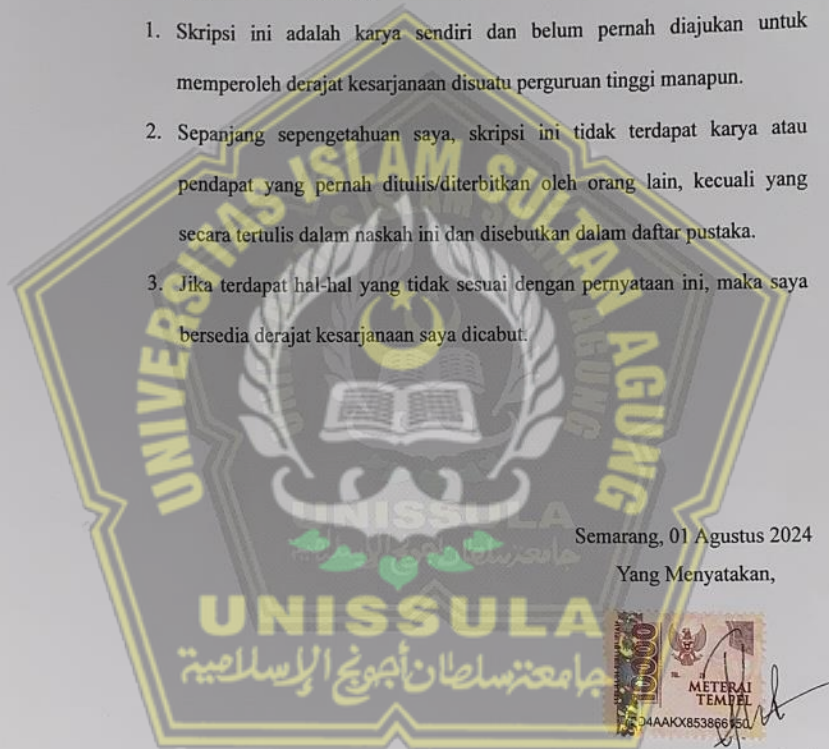 1. Skripsi ini adalah karya sendiri dan belum pernah diajukan untuk
memperoleh derajat kesarjanaan disuatu perguruan tinggi manapun.
2. Sepanjang sepengetahuan saya, skripsi ini tidak terdapat karya atau
pendapat yang pernah ditulis/diterbitkan oleh orang lain, kecuali yang
secara tertulis dalam naskah ini dan disebutkan dalam daftar pustaka.
3. Jika terdapat hal-hal yang tidak sesuai dengan pernyataan ini, maka saya
bersedia derajat kesarjanaan saya dicabut.
UNIVERSITAS ISLAM SULTAN AGUNG
Semarang, 01 Agustus 2024
Yang Menyatakan,
UNISSULA
جامعتنسلطان أجونج الإسلامية
10000
METERAI
TEMPEL